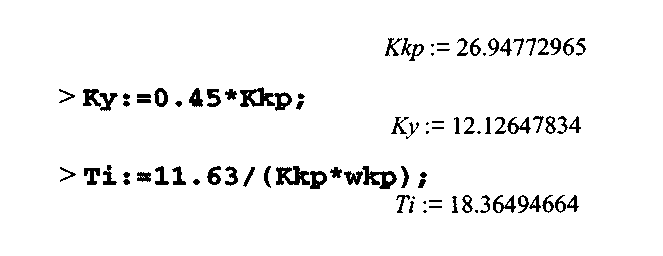 Kkp := 26.94772965
> Ky:=0.45*Kkp;
Ky := 12.12647834
> Ti:=11.63/(Kkp*wkp);
Ti := 18.36494664